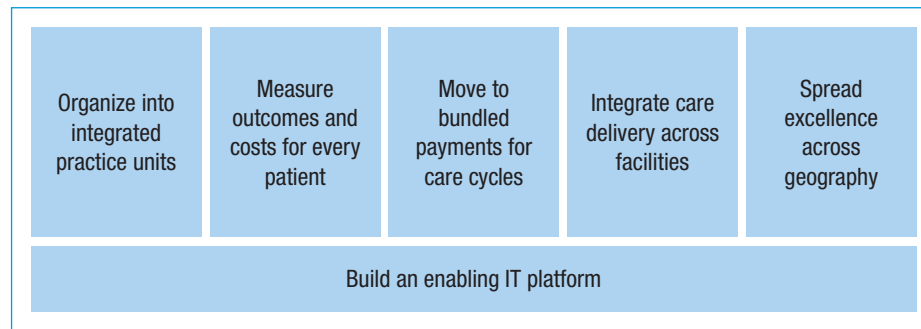 Organize into
integrated
practice units
Measure
outcomes and
costs for every
patient
Move to
bundled
payments for
care cycles
Integrate care
delivery across
facilities
Spread
excellence
across
geography
Build an enabling IT platform